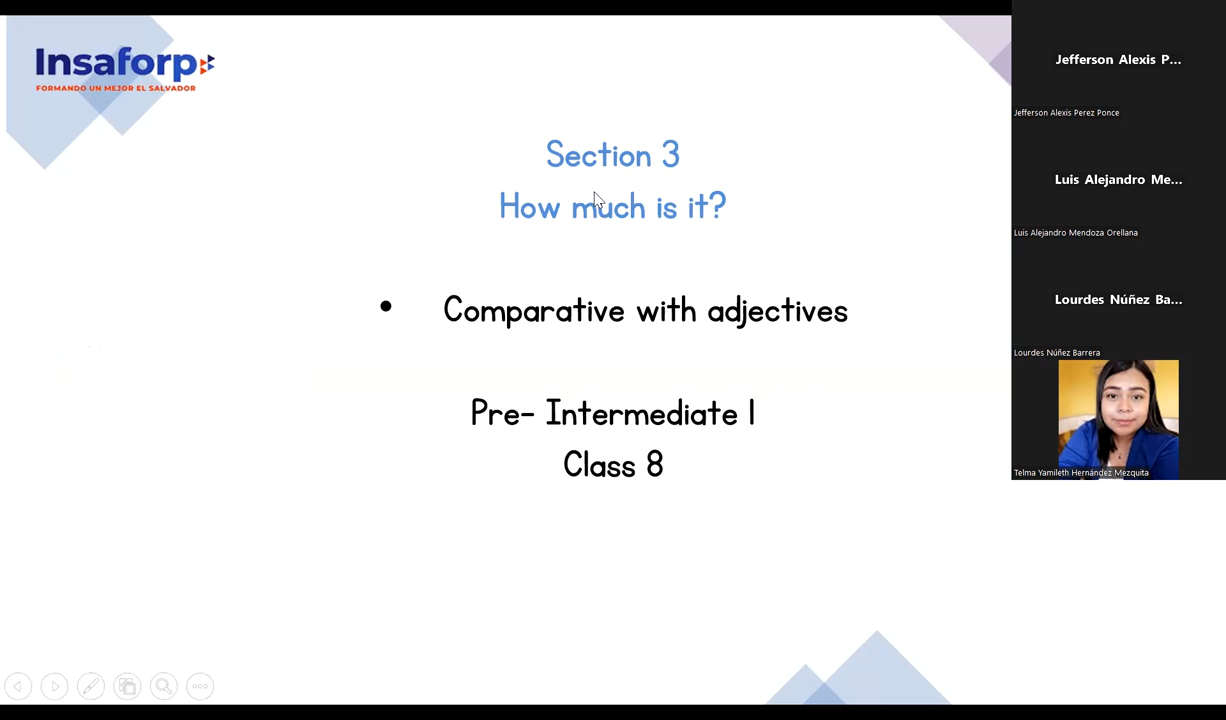 Insaforp
FORMANDO UN MEJOR EL SALVADOR
Section 3
How much is it?
• Comparative with adjectives
Pre- Intermediate 1
Class 8
Jefferson Alexis P...
Jefferson Alexis Perez Ponce
Luis Alejandro Me...
Luis Alejandro Mendoza Orellana
Lourdes Núñez Ba...
Lourdes Núñez Barrera
Telma Yamileth Hernández Mezquita